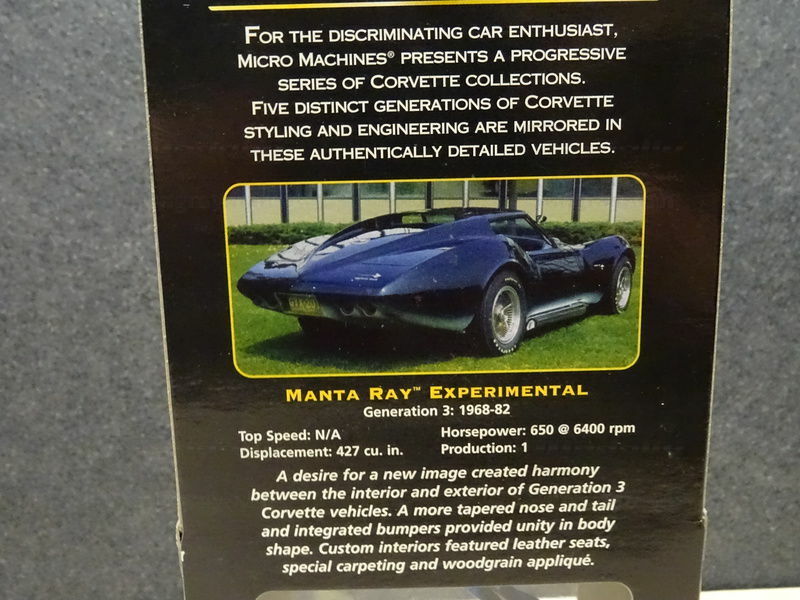 FOR THE DISCRIMINATING CAR ENTHUSIAST,
MICRO MACHINES® PRESENTS A PROGRESSIVE
SERIES OF CORVETTE COLLECTIONS.
FIVE DISTINCT GENERATIONS OF CORVETTE
STYLING AND ENGINEERING ARE MIRRORED IN
THESE AUTHENTICALLY DETAILED VEHICLES.
MANTA RAY™ EXPERIMENTAL
Generation 3: 1968-82
Top Speed: N/A
Horsepower: 650 @ 6400 rpm
Displacement: 427 cu. in.
Production: 1
A desire for a new image created harmony
between the interior and exterior of Generation 3
Corvette vehicles. A more tapered nose and tail
and integrated bumpers provided unity in body
shape. Custom interiors featured leather seats,
special carpeting and woodgrain appliqué.